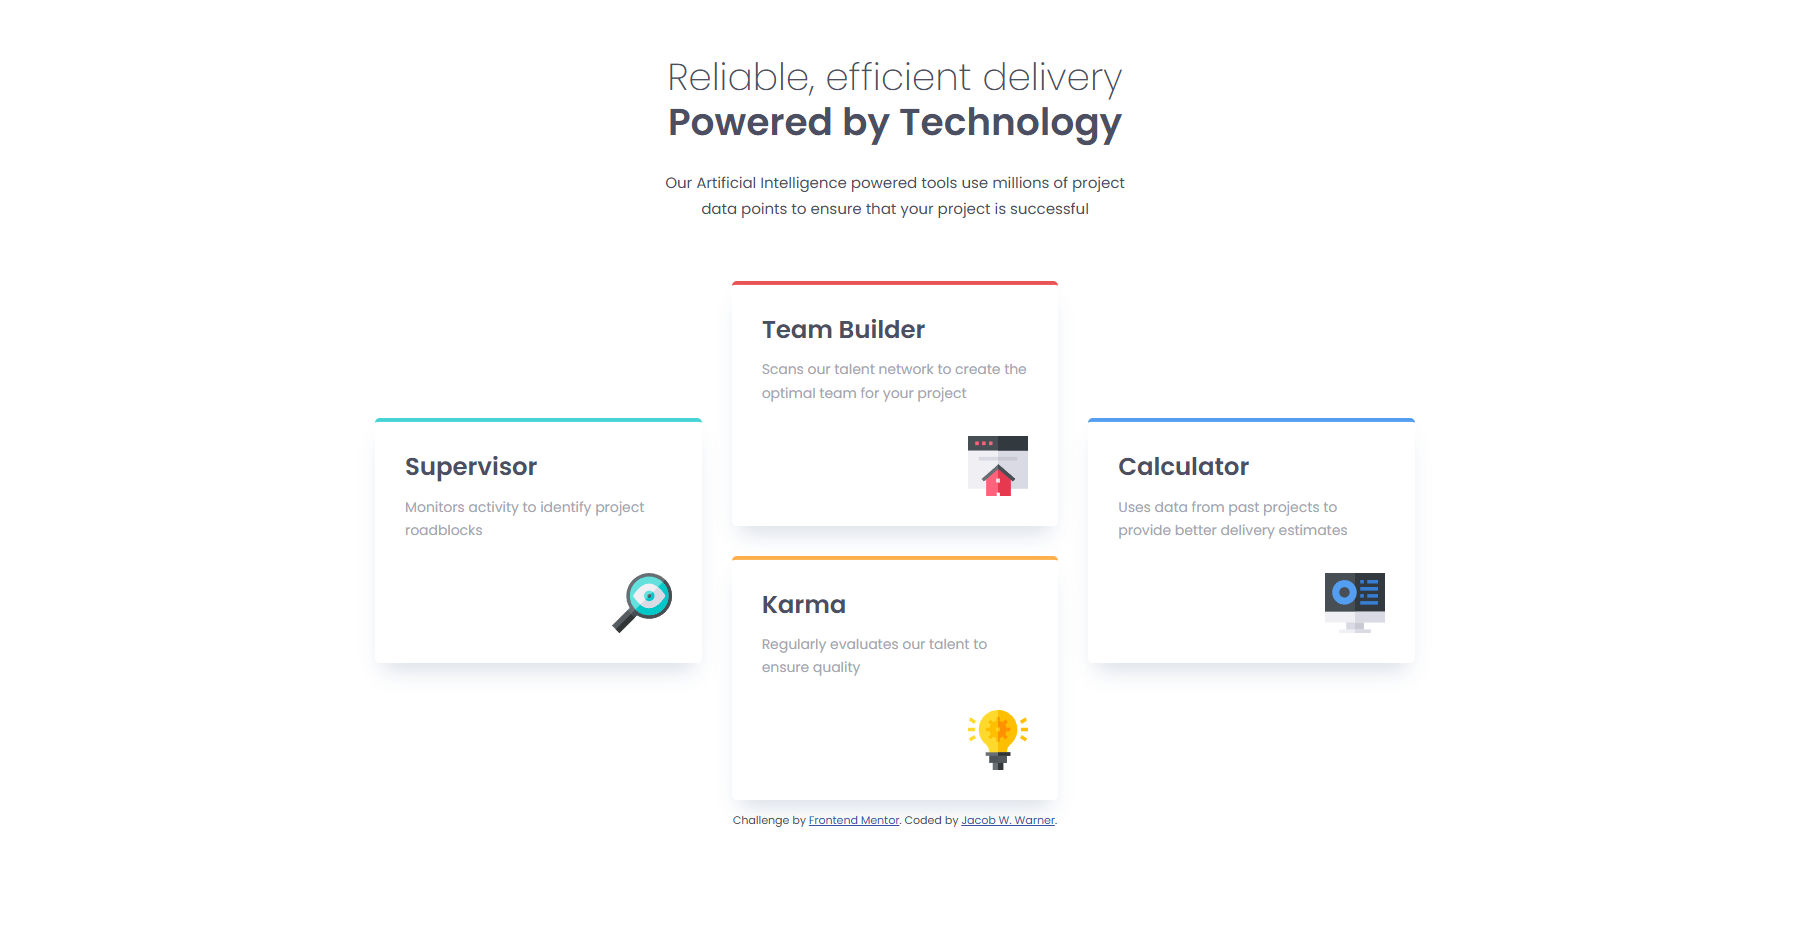 Reliable, efficient delivery
Powered by Technology
Our Artificial Intelligence powered tools use millions of project
data points to ensure that your project is successful
Supervisor
Monitors activity to identify project
roadblocks
Team Builder
Scans our talent network to create the
optimal team for your project
Karma
Regularly evaluates our talent to
ensure quality
Calculator
Uses data from past projects to
provide better delivery estimates
Challenge by Frontend Mentor. Coded by Jacob W. Warner.